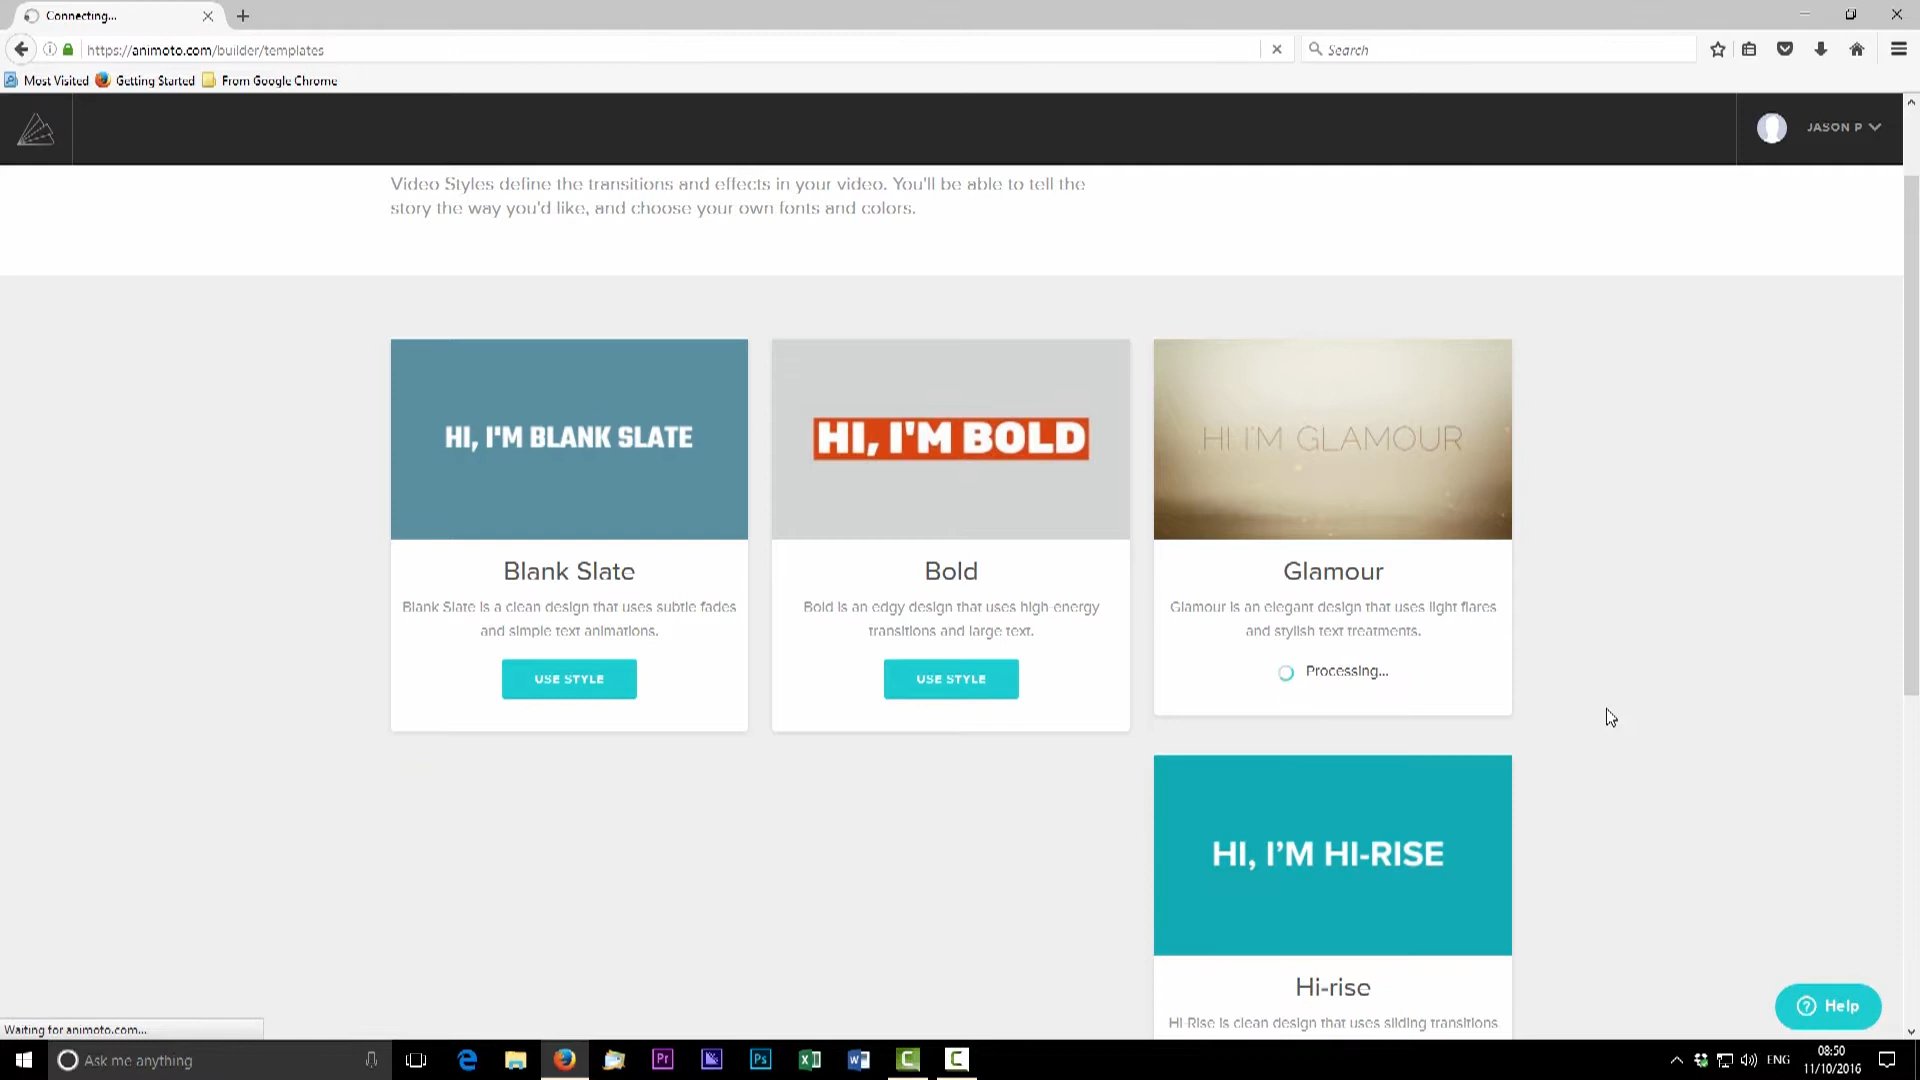 Connecting...
https://animoto.com/builder/templates
Search
Most Visited
Getting Started
From Google Chrome
JASON P
Video Styles define the transitions and effects in your video. You'll be able to tell the
story the way you'd like, and choose your own fonts and colors.
HI, I'M BLANK SLATE
HI, I'M BOLD
HI I'M GLAMOUR
Blank Slate
Bold
Glamour
Blank Slate is a clean design that uses subtle fades
and simple text animations.
Bold is an edgy design that uses high-energy
transitions and large text.
Glamour is an elegant design that uses light flares
and stylish text treatments.
USE STYLE
USE STYLE
Processing...
HI, I'M HI-RISE
Hi-rise
Hi-Rise is clean design that uses sliding transitions
Help
Waiting for animoto.com...
Ask me anything
Pr
Ps
ENG
08:50
11/10/2016